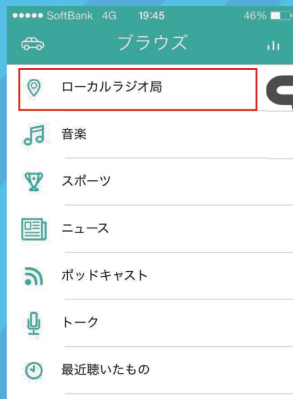 SoftBank 4G 19:45 46%
ブラウズ
ローカルラジオ局
音楽
スポーツ
ニュース
ポッドキャスト
トーク
最近聴いたもの